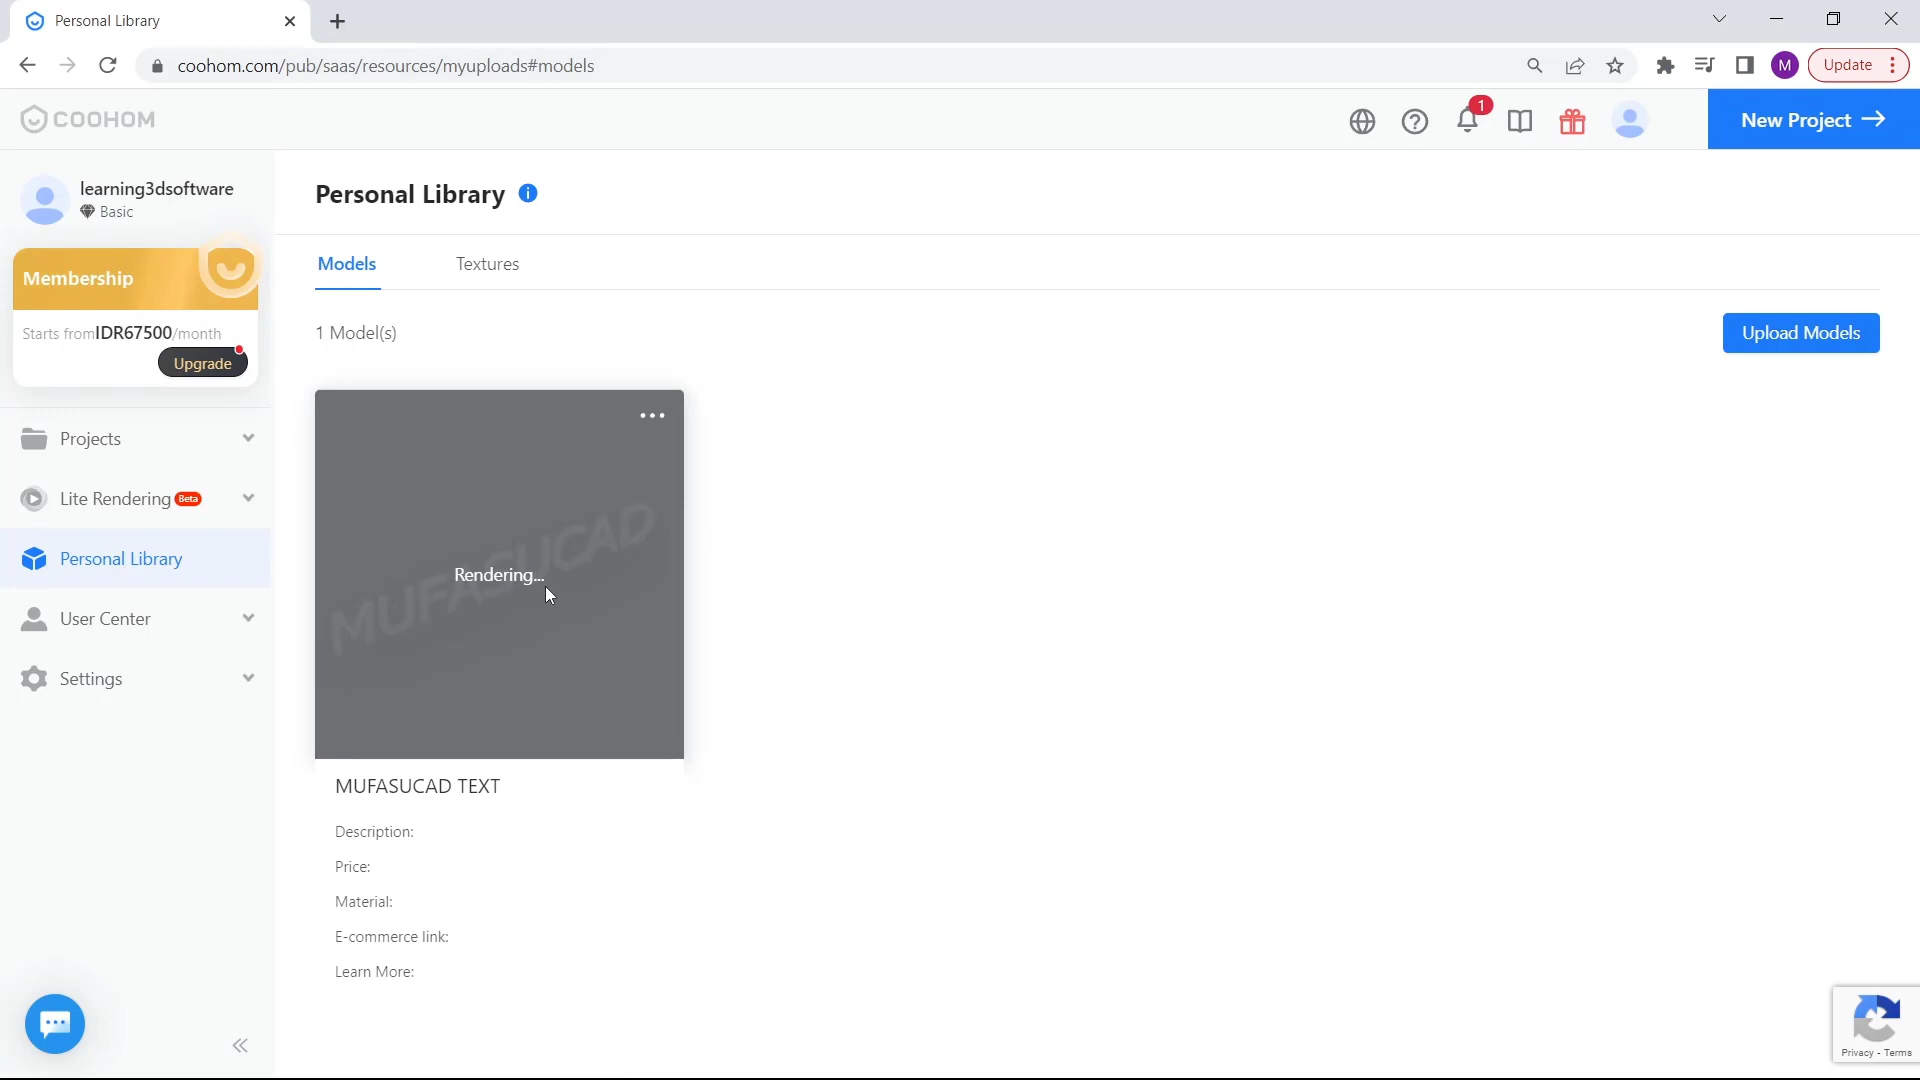 Personal Library
coohom.com/pub/saas/resources/myuploads#models
M
Update
COOHOM
1
New Project
learning3dsoftware
Basic
Personal Library
Membership
Starts fromIDR67500/month
Upgrade
Models
Textures
1 Model(s)
Upload Models
Projects
Lite Rendering Beta
Personal Library
User Center
Settings
MUFASUCAD
Rendering...
MUFASUCAD TEXT
Description:
Price:
Material:
E-commerce link:
Learn More:
Privacy - Terms